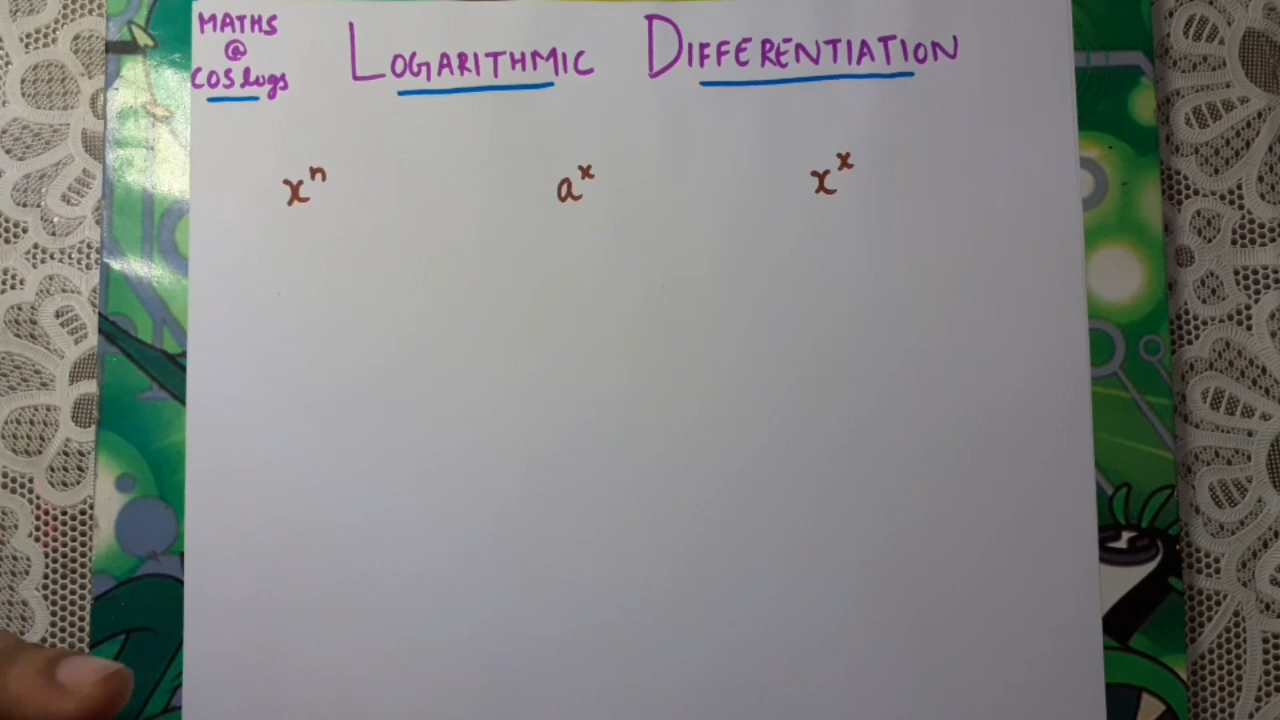 MATHS
@
COS logs
LOGARITHMIC DIFFERENTIATION
xⁿ aˣ xˣ